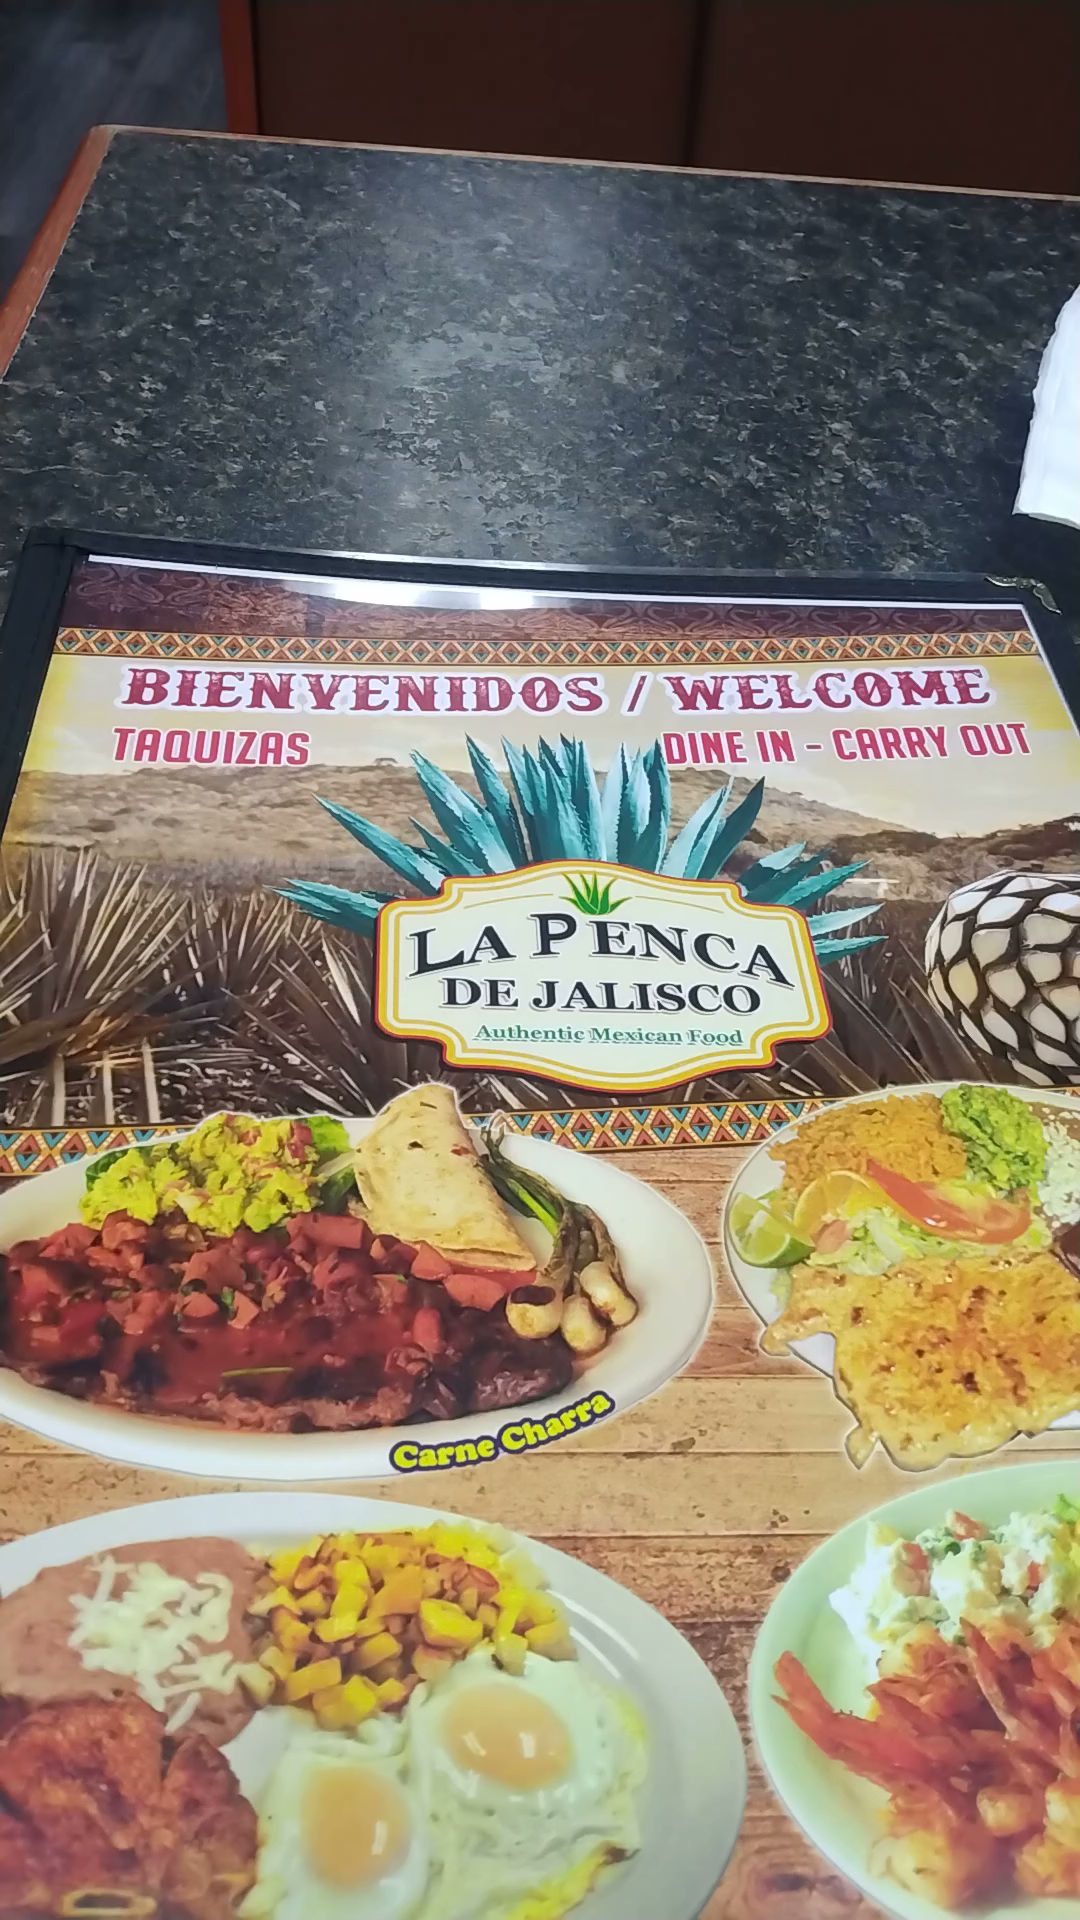 BIENVENIDOS / WELCOME
TAQUIZAS
DINE IN - CARRY OUT
LA PENCA
DE JALISCO
Authentic Mexican Food
Carne Charra